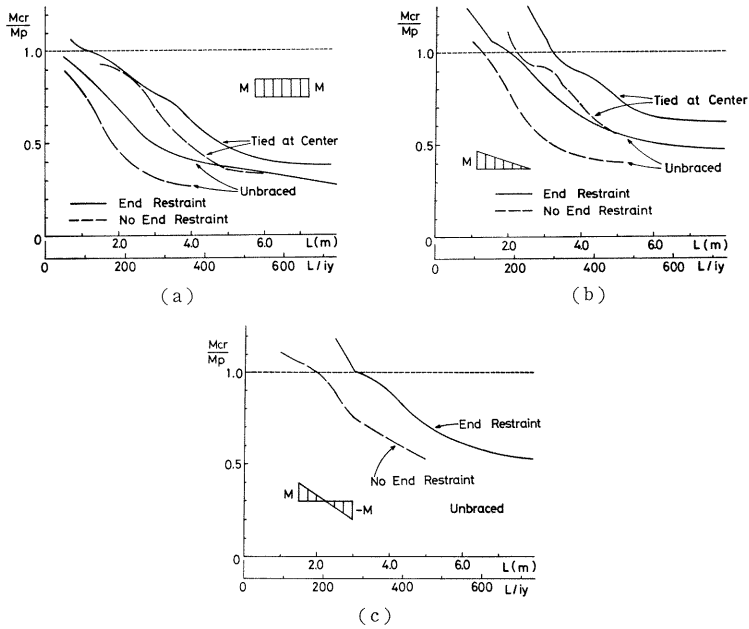 Mcr
Mp
1.0
0.5
0
M M
Tied at Center
Unbraced
End Restraint
No End Restraint
2.0 4.0 6.0 L(m)
0 200 400 600 L/iy
(a)
Mcr
Mp
1.0
0.5
0
M
Tied at Center
Unbraced
End Restraint
No End Restraint
2.0 4.0 6.0 L(m)
0 200 400 600 L/iy
(b)
Mcr
Mp
1.0
0.5
0
End Restraint
No End Restraint
M -M
Unbraced
2.0 4.0 6.0 L(m)
0 200 400 600 L/iy
(c)